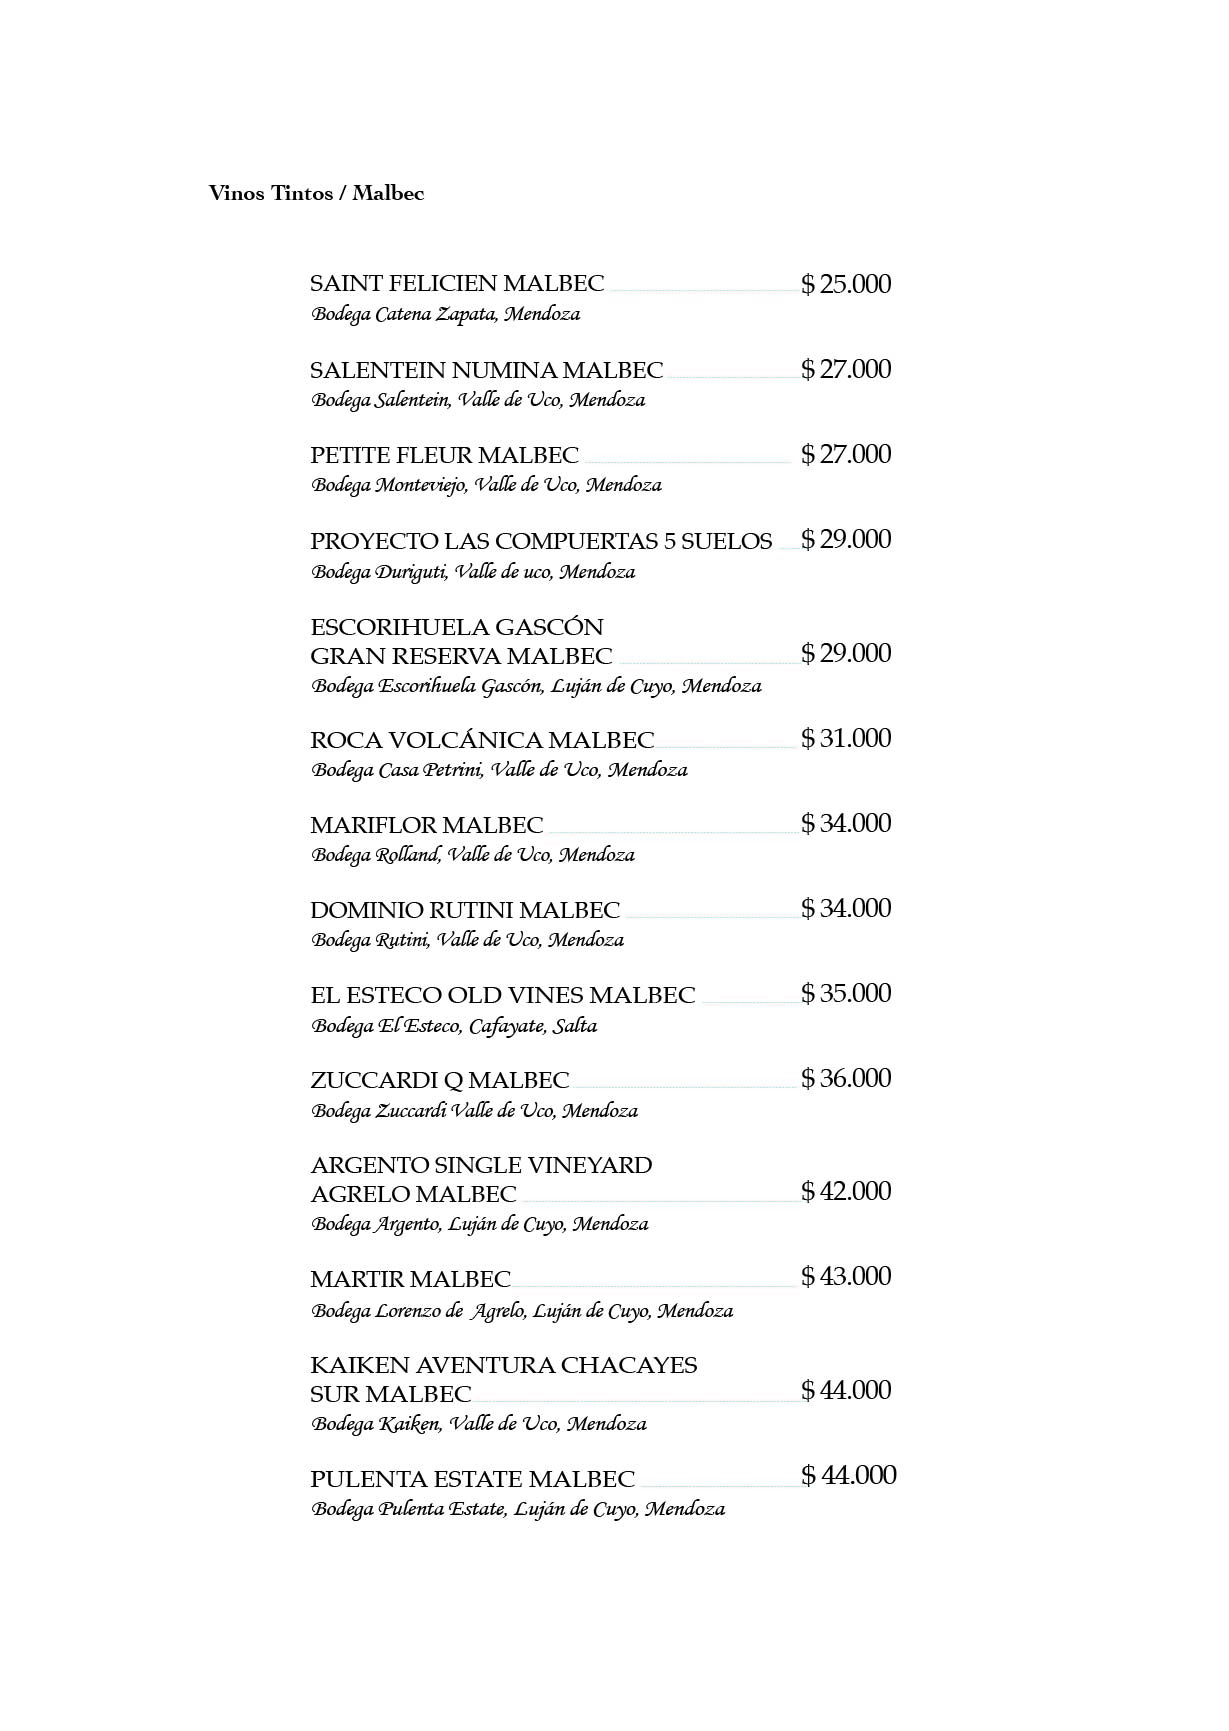 Vinos Tintos / Malbec
SAINT FELICIEN MALBEC $ 25.000
Bodega Catena Zapata, Mendoza
SALENTEIN NUMINA MALBEC $ 27.000
Bodega Salentein, Valle de Uco, Mendoza
PETITE FLEUR MALBEC $ 27.000
Bodega Monteviejo, Valle de Uco, Mendoza
PROYECTO LAS COMPUERTAS 5 SUELOS $ 29.000
Bodega Duriguti, Valle de uco, Mendoza
ESCORIHUELA GASCÓN
GRAN RESERVA MALBEC $ 29.000
Bodega Escorihuela Gascón, Luján de Cuyo, Mendoza
ROCA VOLCÁNICA MALBEC $ 31.000
Bodega Casa Petrini, Valle de Uco, Mendoza
MARIFLOR MALBEC $ 34.000
Bodega Rolland, Valle de Uco, Mendoza
DOMINIO RUTINI MALBEC $ 34.000
Bodega Rutini, Valle de Uco, Mendoza
EL ESTECO OLD VINES MALBEC $ 35.000
Bodega El Esteco, Cafayate, Salta
ZUCCARDI Q MALBEC $ 36.000
Bodega Zuccardi Valle de Uco, Mendoza
ARGENTO SINGLE VINEYARD
AGRELO MALBEC $ 42.000
Bodega Argento, Luján de Cuyo, Mendoza
MARTIR MALBEC $ 43.000
Bodega Lorenzo de Agrelo, Luján de Cuyo, Mendoza
KAIKEN AVENTURA CHACAYES
SUR MALBEC $ 44.000
Bodega Kaiken, Valle de Uco, Mendoza
PULENTA ESTATE MALBEC $ 44.000
Bodega Pulenta Estate, Luján de Cuyo, Mendoza